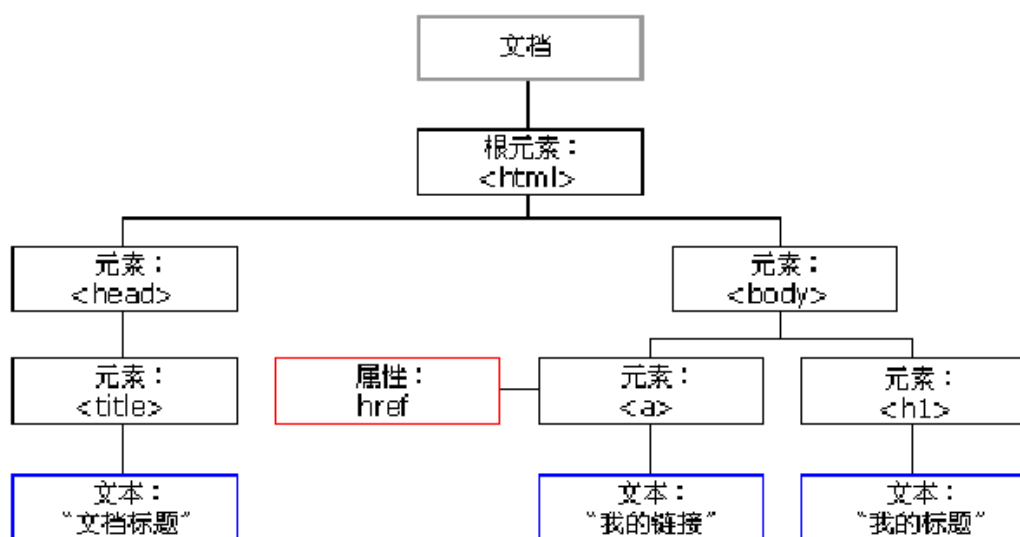 文档
根元素：
<html>
元素：
<head>
元素：
<body>
元素：
<title>
属性：
href
元素：
<a>
元素：
<h1>
文本：
“文档标题”
文本：
“我的链接”
文本：
“我的标题”